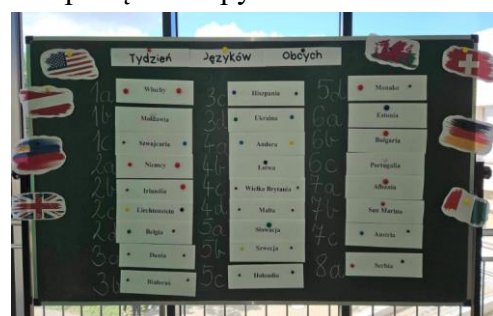 Tydzień Języków Obcych
1a Włochy
1b Mołdawia
1c Szwajcaria
2a Niemcy
2b Irlandia
2c Liechtenstein
2d Belgia
3a Dania
3b Białoruś
3c Hiszpania
3d Ukraina
4a Andora
4b Łotwa
4c Wielka Brytania
4d Malta
5a Słowacja
5b Szwecja
5c Holandia
5d Monako
6a Estonia
6b Bułgaria
6c Portugalia
7a Albania
7b San Marino
7c Austria
8a Serbia